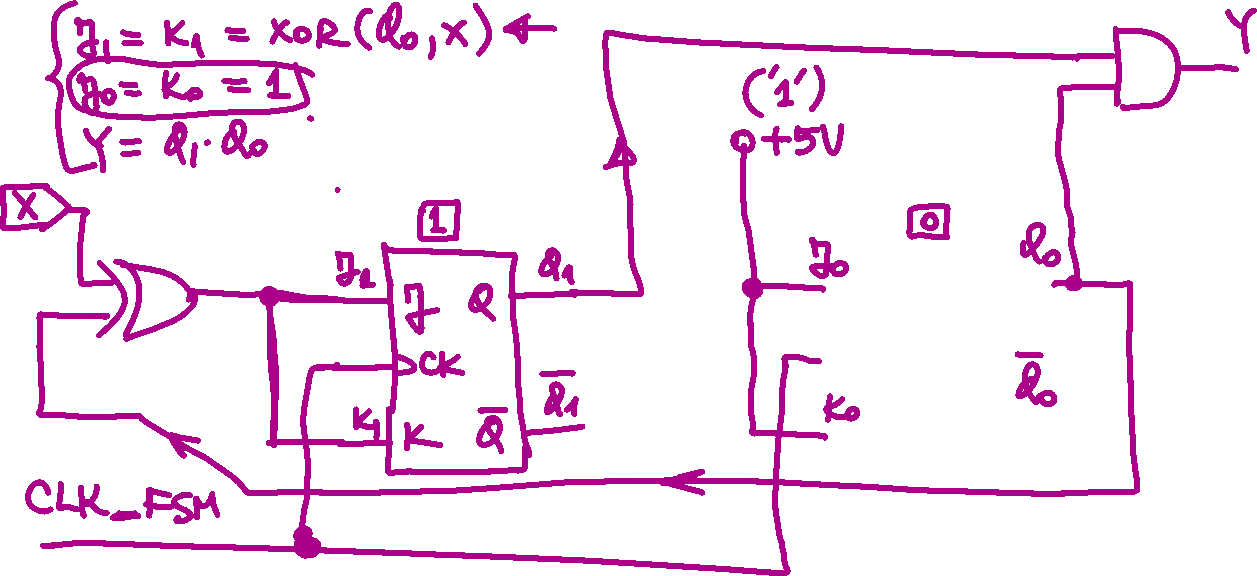 J₁ = K₁ = XOR(Q₀, X) ←
J₀ = K₀ = 1
Y = Q₁ · Q₀
Y
('1')
+5V
X
1
0
J₁
Q₁
J₀
Q₀
J
Q
CK
Q̅₁
Q̅₀
K₁
K
Q̅
K₀
CLK_FSM